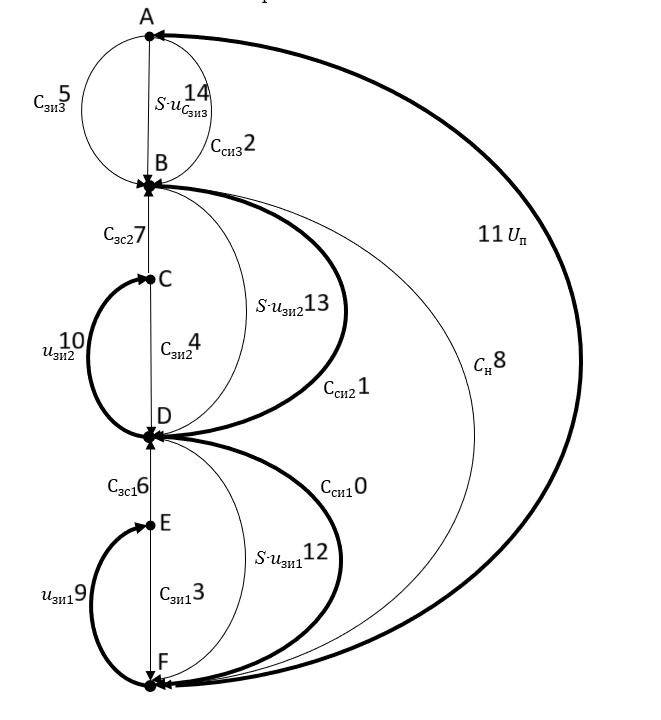 A
Cзи3 5
S·uCзи3 14
Cси3 2
B
11 Uп
Cзс2 7
C
S·uзи2 13
uзи2 10
Cзи2 4
Cн 8
Cси2 1
D
Cзс1 6
Cси1 0
E
S·uзи1 12
uзи1 9
Cзи1 3
F